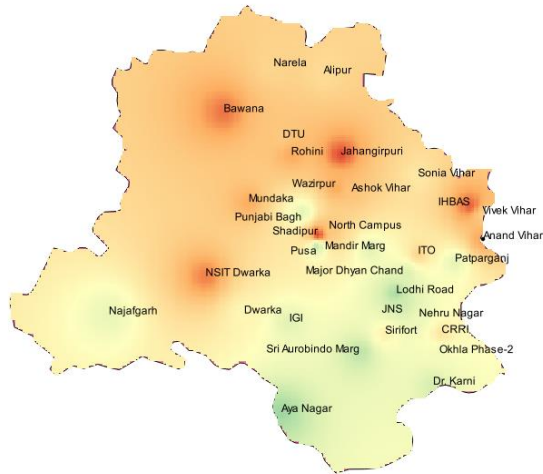 Narela
Alipur
Bawana
DTU
Rohini
Jahangirpuri
Sonia Vihar
Wazirpur
Ashok Vihar
Mundaka
IHBAS
Vivek Vihar
Punjabi Bagh
Shadipur
North Campus
Anand Vihar
Pusa
Mandir Marg
ITO
Patparganj
NSIT Dwarka
Major Dhyan Chand
Lodhi Road
Najafgarh
Dwarka
IGI
JNS
Nehru Nagar
Sirifort
CRRI
Sri Aurobindo Marg
Okhla Phase-2
Dr. Karni
Aya Nagar